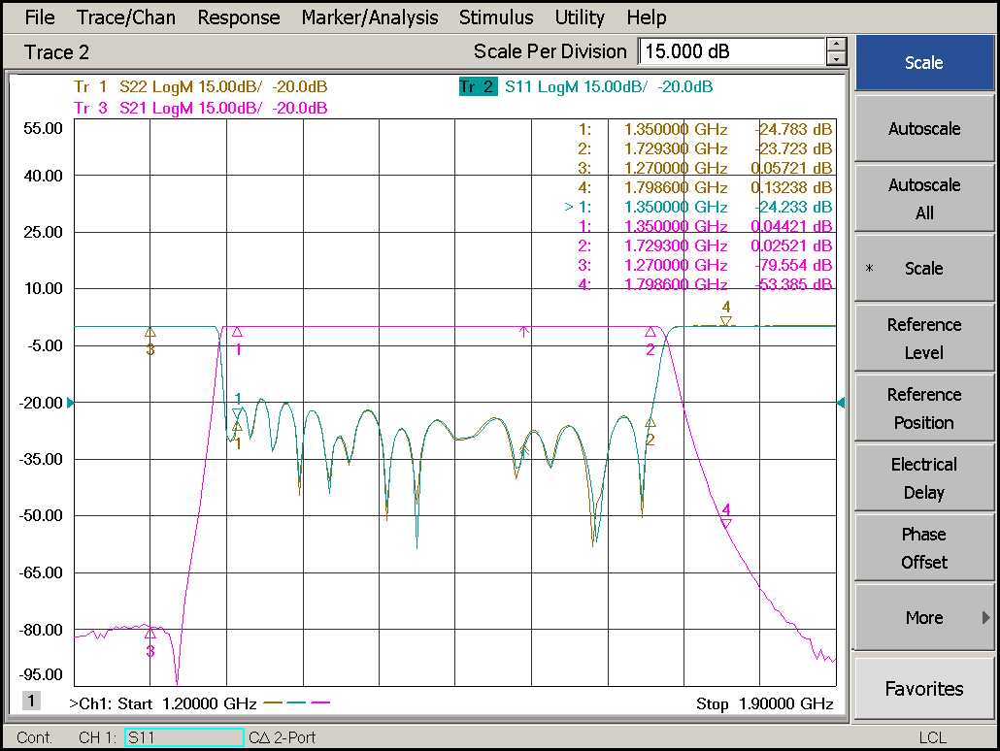 File Trace/Chan Response Marker/Analysis Stimulus Utility Help
Trace 2 Scale Per Division 15.000 dB
Tr 1 S22 LogM 15.00dB/ -20.0dB
Tr 2 S11 LogM 15.00dB/ -20.0dB
Tr 3 S21 LogM 15.00dB/ -20.0dB
55.00
40.00
25.00
10.00
-5.00
-20.00
-35.00
-50.00
-65.00
-80.00
-95.00
1: 1.350000 GHz -24.783 dB
2: 1.729300 GHz -23.723 dB
3: 1.270000 GHz 0.05721 dB
4: 1.798600 GHz 0.13238 dB
> 1: 1.350000 GHz -24.233 dB
1: 1.350000 GHz 0.04421 dB
2: 1.729300 GHz 0.02521 dB
3: 1.270000 GHz -79.554 dB
4: 1.798600 GHz -53.385 dB
4
3
1
2
1
1
2
4
3
1 >Ch1: Start 1.20000 GHz Stop 1.90000 GHz
Scale
Autoscale
Autoscale
All
* Scale
Reference
Level
Reference
Position
Electrical
Delay
Phase
Offset
More
Favorites
Cont. CH 1: S11 CΔ 2-Port LCL